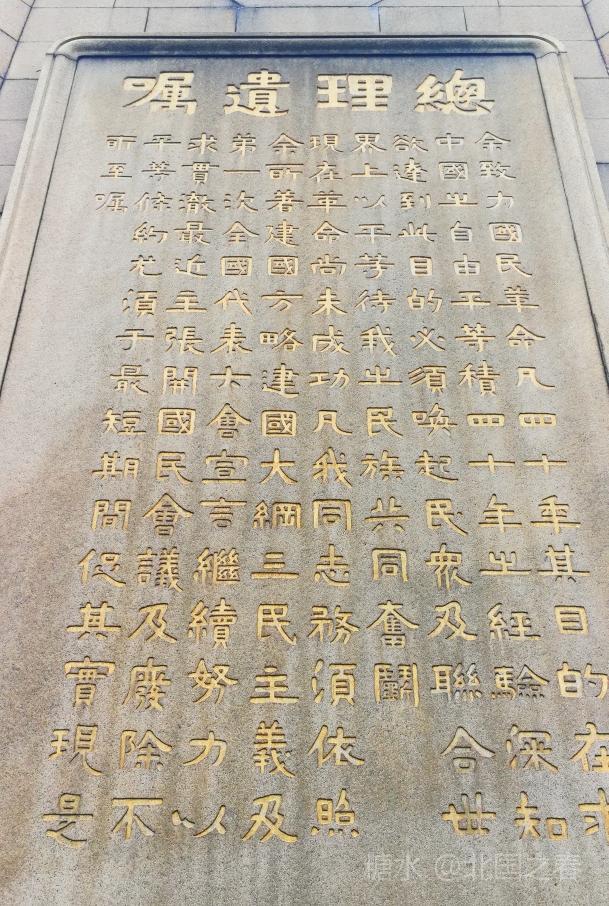 總理遺囑
余致力國民革命凡四十年其目的在求
中國之自由平等積四十年之經驗深知
欲達到此目的必須喚起民眾及聯合世
界上以平等待我之民族共同奮鬭
現在革命尚未成功凡我同志務須依照
余所著建國方略建國大綱三民主義及
第一次全國代表大會宣言繼續努力以
求貫澈最近主張開國民會議及廢除不
平等條約尤須于最短期間促其實現是
所至囑
糖水 @北国之春